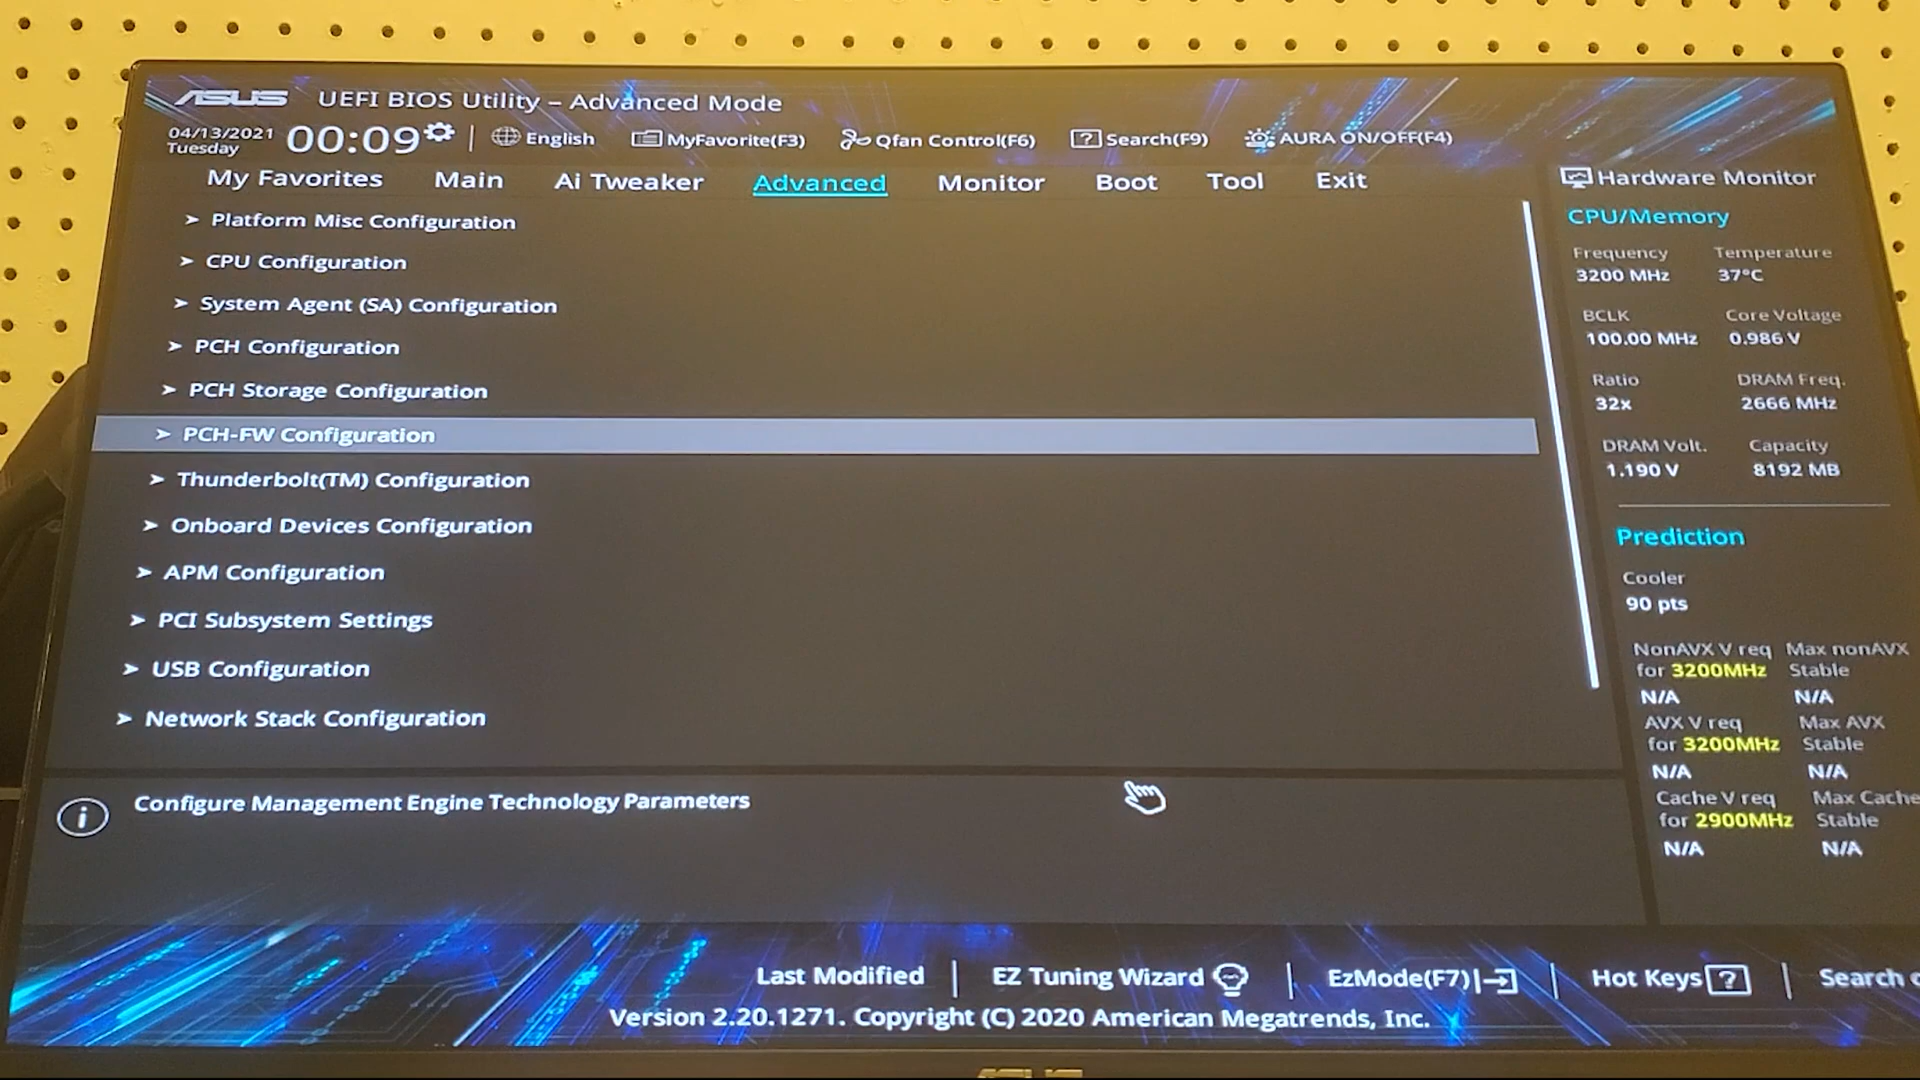 ASUS UEFI BIOS Utility – Advanced Mode
04/13/2021
Tuesday
00:09
English
MyFavorite(F3)
Qfan Control(F6)
? Search(F9)
AURA ON/OFF(F4)
My Favorites
Main
Ai Tweaker
Advanced
Monitor
Boot
Tool
Exit
> Platform Misc Configuration
> CPU Configuration
> System Agent (SA) Configuration
> PCH Configuration
> PCH Storage Configuration
> PCH-FW Configuration
> Thunderbolt(TM) Configuration
> Onboard Devices Configuration
> APM Configuration
> PCI Subsystem Settings
> USB Configuration
> Network Stack Configuration
i Configure Management Engine Technology Parameters
Hardware Monitor
CPU/Memory
Frequency Temperature
3200 MHz 37°C
BCLK Core Voltage
100.00 MHz 0.986 V
Ratio DRAM Freq.
32x 2666 MHz
DRAM Volt. Capacity
1.190 V 8192 MB
Prediction
Cooler
90 pts
NonAVX V req Max nonAVX
for 3200MHz Stable
N/A N/A
AVX V req Max AVX
for 3200MHz Stable
N/A N/A
Cache V req Max Cache
for 2900MHz Stable
N/A N/A
Last Modified
EZ Tuning Wizard
EzMode(F7)
Hot Keys ?
Search
Version 2.20.1271. Copyright (C) 2020 American Megatrends, Inc.
ASUS